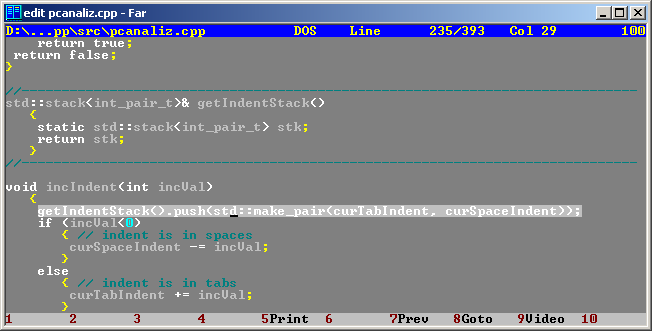 edit pcanaliz.cpp - Far
D:\...pp\src\pcanaliz.cpp DOS Line 235/393 Col 29 100
return true;
return false;
}
//
std::stack<int_pair_t>& getIndentStack()
{
static std::stack<int_pair_t> stk;
return stk;
}
//
void incIndent(int incVal)
{
getIndentStack().push(std::make_pair(curTabIndent, curSpaceIndent));
if (incVal<0)
{ // indent is in spaces
curSpaceIndent -= incVal;
}
else
{ // indent is in tabs
curTabIndent += incVal;
}
1 2 3 4 5Print 6 7Prev 8Goto 9Video 10